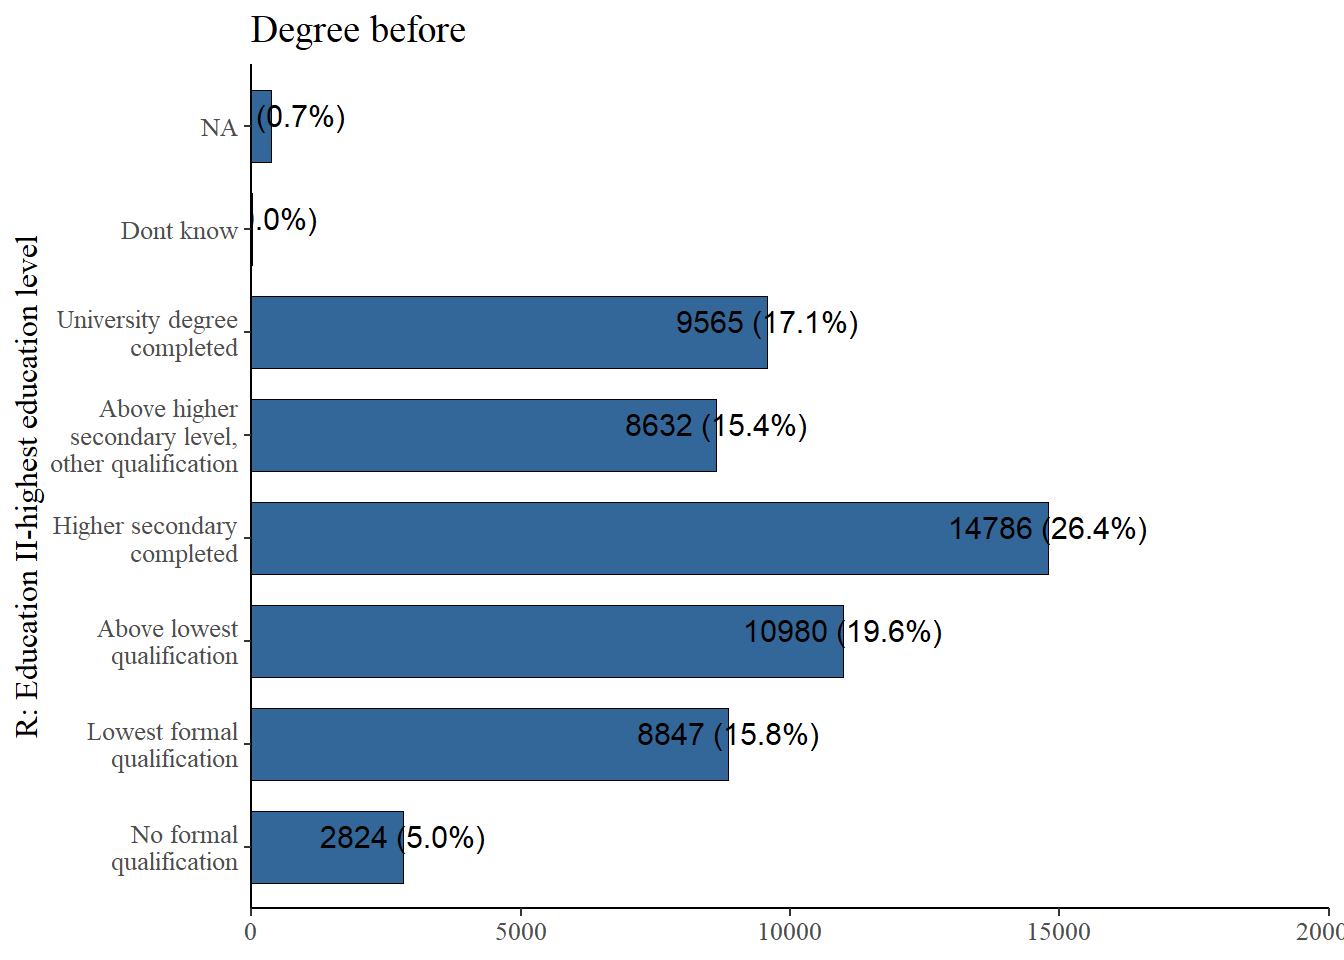 Degree before
NA
(0.7%)
Dont know
.0%)
University degree
completed
9565 (17.1%)
Above higher
secondary level,
other qualification
8632 (15.4%)
Higher secondary
completed
14786 (26.4%)
Above lowest
qualification
10980 (19.6%)
Lowest formal
qualification
8847 (15.8%)
No formal
qualification
2824 (5.0%)
R: Education II-highest education level
0
5000
10000
15000
2000